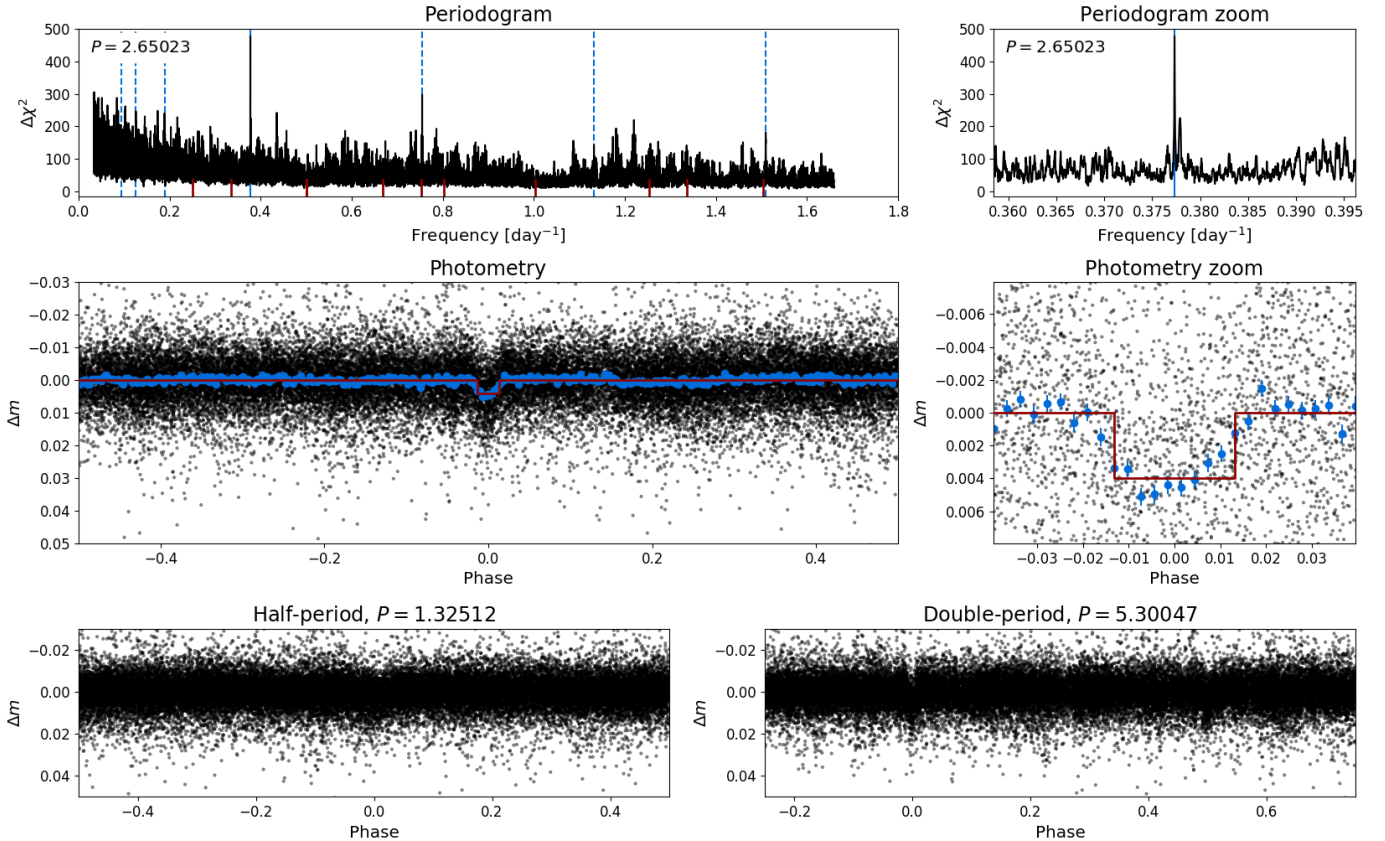 Periodogram
P = 2.65023
500
400
300
200
100
0
Δχ²
0.0 0.2 0.4 0.6 0.8 1.0 1.2 1.4 1.6 1.8
Frequency [day⁻¹]
Periodogram zoom
P = 2.65023
500
400
300
200
100
0
Δχ²
0.360 0.365 0.370 0.375 0.380 0.385 0.390 0.395
Frequency [day⁻¹]
Photometry
−0.03
−0.02
−0.01
0.00
0.01
0.02
0.03
0.04
0.05
Δm
−0.4 −0.2 0.0 0.2 0.4
Phase
Photometry zoom
−0.006
−0.004
−0.002
0.000
0.002
0.004
0.006
Δm
−0.03 −0.02 −0.01 0.00 0.01 0.02 0.03
Phase
Half-period, P = 1.32512
−0.02
0.00
0.02
0.04
Δm
−0.4 −0.2 0.0 0.2 0.4
Phase
Double-period, P = 5.30047
−0.02
0.00
0.02
0.04
Δm
−0.2 0.0 0.2 0.4 0.6
Phase